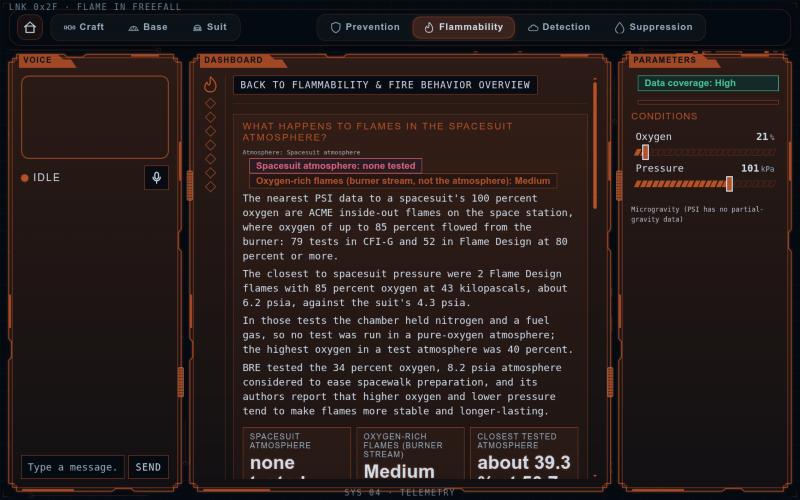 LNK 0x2F · FLAME IN FREEFALL
Craft
Base
Suit
Prevention
Flammability
Detection
Suppression
VOICE
IDLE
Type a message.
SEND
DASHBOARD
BACK TO FLAMMABILITY & FIRE BEHAVIOR OVERVIEW
WHAT HAPPENS TO FLAMES IN THE SPACESUIT
ATMOSPHERE?
Atmosphere: Spacesuit atmosphere
Spacesuit atmosphere: none tested
Oxygen-rich flames (burner stream, not the atmosphere): Medium
The nearest PSI data to a spacesuit's 100 percent
oxygen are ACME inside-out flames on the space station,
where oxygen of up to 85 percent flowed from the
burner: 79 tests in CFI-G and 52 in Flame Design at 80
percent or more.
The closest to spacesuit pressure were 2 Flame Design
flames with 85 percent oxygen at 43 kilopascals, about
6.2 psia, against the suit's 4.3 psia.
In those tests the chamber held nitrogen and a fuel
gas, so no test was run in a pure-oxygen atmosphere;
the highest oxygen in a test atmosphere was 40 percent.
BRE tested the 34 percent oxygen, 8.2 psia atmosphere
considered to ease spacewalk preparation, and its
authors report that higher oxygen and lower pressure
tend to make flames more stable and longer-lasting.
SPACESUIT
ATMOSPHERE
none
OXYGEN-RICH
FLAMES (BURNER
STREAM)
Medium
CLOSEST TESTED
ATMOSPHERE
about 39.3
SYS 04 · TELEMETRY
PARAMETERS
Data coverage: High
CONDITIONS
Oxygen 21%
Pressure 101 kPa
Microgravity (PSI has no partial-
gravity data)